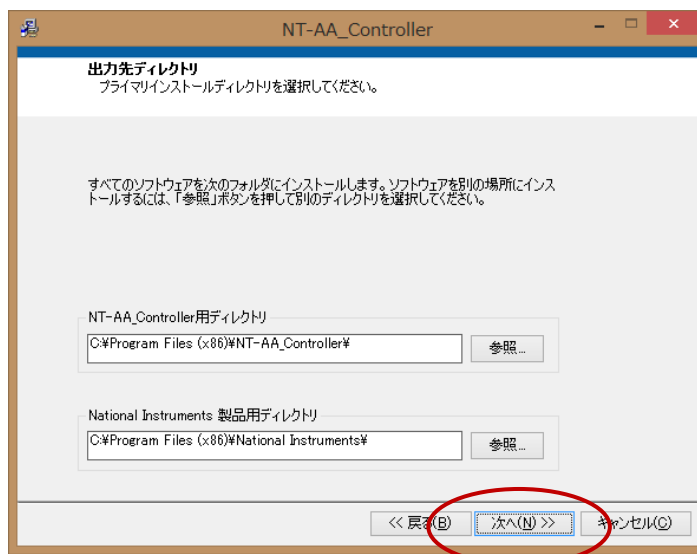 NT-AA_Controller
出力先ディレクトリ
プライマリインストールディレクトリを選択してください。
すべてのソフトウェアを次のフォルダにインストールします。ソフトウェアを別の場所にインス
トールするには、「参照」ボタンを押して別のディレクトリを選択してください。
NT-AA_Controller用ディレクトリ
C:¥Program Files (x86)¥NT-AA_Controller¥
参照...
National Instruments 製品用ディレクトリ
C:¥Program Files (x86)¥National Instruments¥
参照...
<< 戻る(B) 次へ(N) >> キャンセル(C)